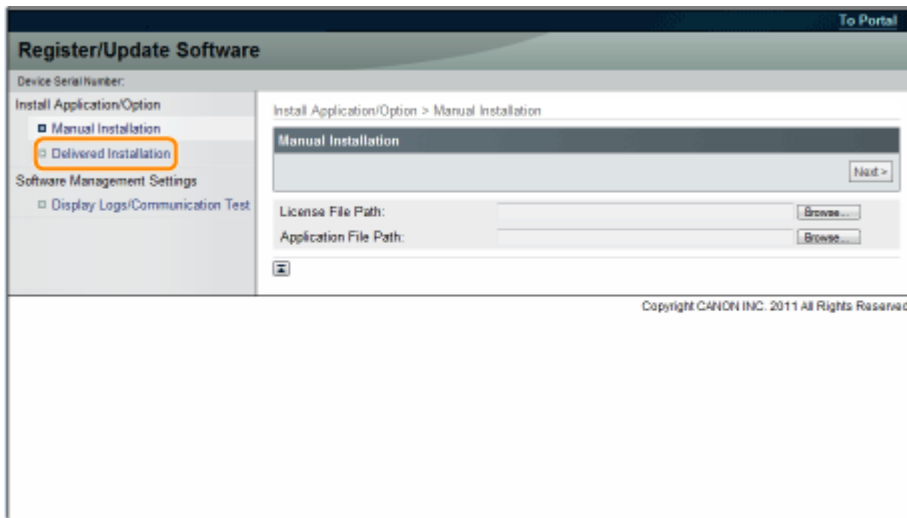 To Portal
Register/Update Software
Device Serial Number:
Install Application/Option
Manual Installation
Delivered Installation
Software Management Settings
Display Logs/Communication Test
Install Application/Option > Manual Installation
Manual Installation
Next >
License File Path:
Browse...
Application File Path:
Browse...
Copyright CANON INC. 2011 All Rights Reserved